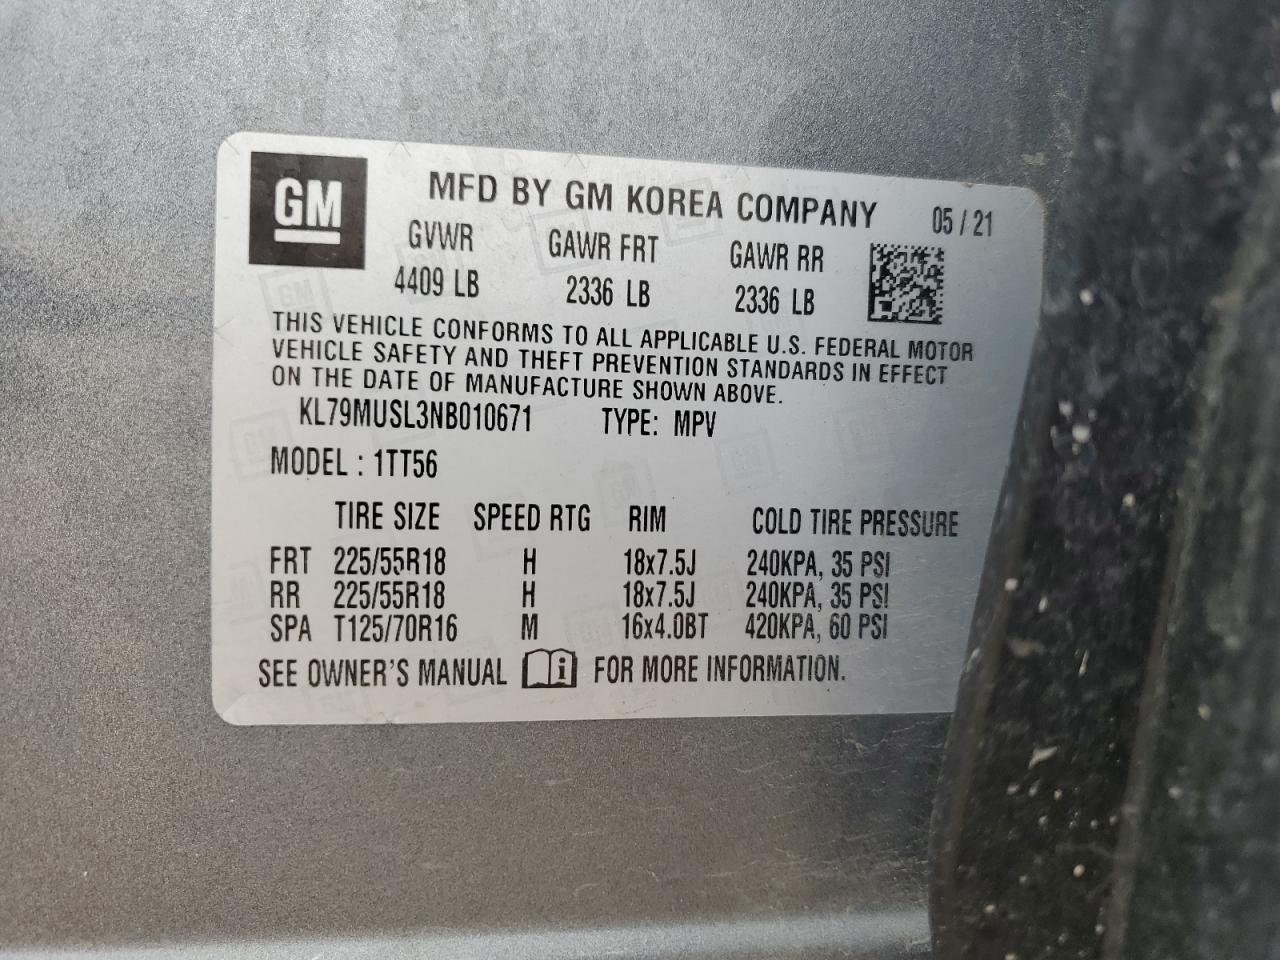 GM
MFD BY GM KOREA COMPANY 05 / 21
GVWR GAWR FRT GAWR RR
4409 LB 2336 LB 2336 LB
THIS VEHICLE CONFORMS TO ALL APPLICABLE U.S. FEDERAL MOTOR
VEHICLE SAFETY AND THEFT PREVENTION STANDARDS IN EFFECT
ON THE DATE OF MANUFACTURE SHOWN ABOVE.
KL79MUSL3NB010671 TYPE: MPV
MODEL : 1TT56
TIRE SIZE SPEED RTG RIM COLD TIRE PRESSURE
FRT 225/55R18 H 18x7.5J 240KPA, 35 PSI
RR 225/55R18 H 18x7.5J 240KPA, 35 PSI
SPA T125/70R16 M 16x4.0BT 420KPA, 60 PSI
SEE OWNER'S MANUAL FOR MORE INFORMATION.